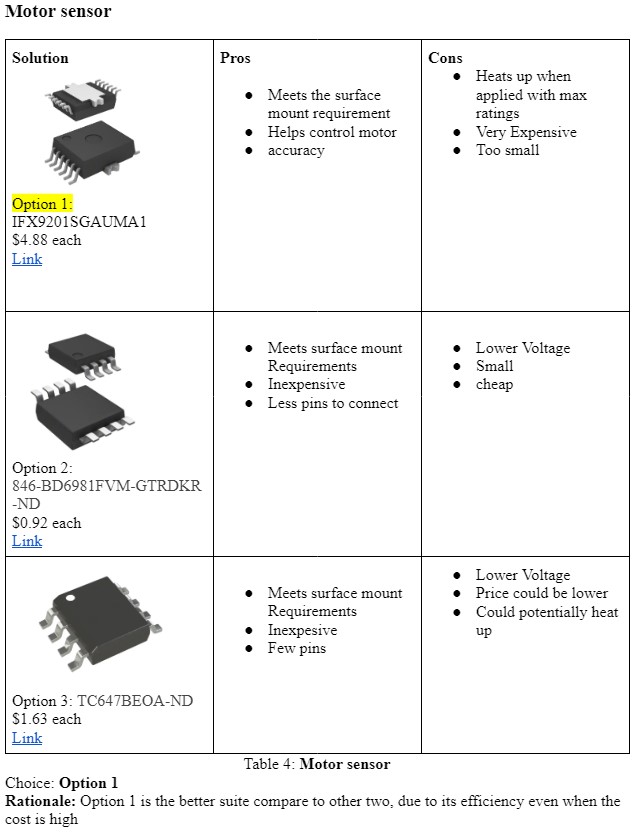 Motor sensor
Solution
Pros
Cons
Option 1:
IFX9201SGAUMA1
$4.88 each
Link
● Meets the surface
mount requirement
● Helps control motor
● accuracy
● Heats up when
applied with max
ratings
● Very Expensive
● Too small
Option 2:
846-BD6981FVM-GTRDKR
-ND
$0.92 each
Link
● Meets surface mount
Requirements
● Inexpensive
● Less pins to connect
● Lower Voltage
● Small
● cheap
Option 3: TC647BEOA-ND
$1.63 each
Link
● Meets surface mount
Requirements
● Inexpesive
● Few pins
● Lower Voltage
● Price could be lower
● Could potentially heat
up
Table 4: Motor sensor
Choice: Option 1
Rationale: Option 1 is the better suite compare to other two, due to its efficiency even when the
cost is high